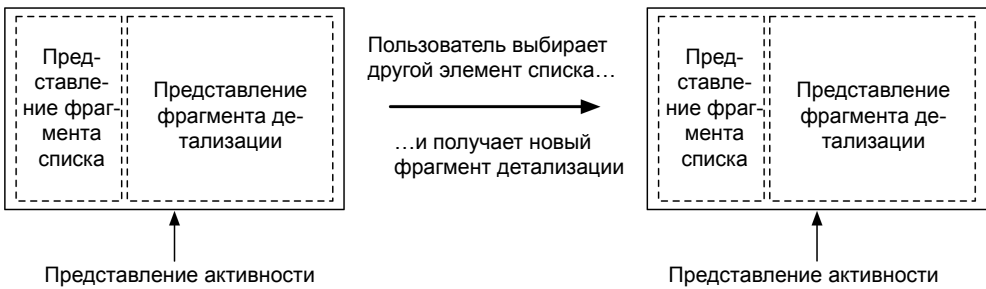 Пред-
ставле-
ние фраг-
мента
списка
Представление
фрагмента де-
тализации
Пользователь выбирает
другой элемент списка…
…и получает новый
фрагмент детализации
Пред-
ставле-
ние фраг-
мента
списка
Представление
фрагмента де-
тализации
Представление активности
Представление активности